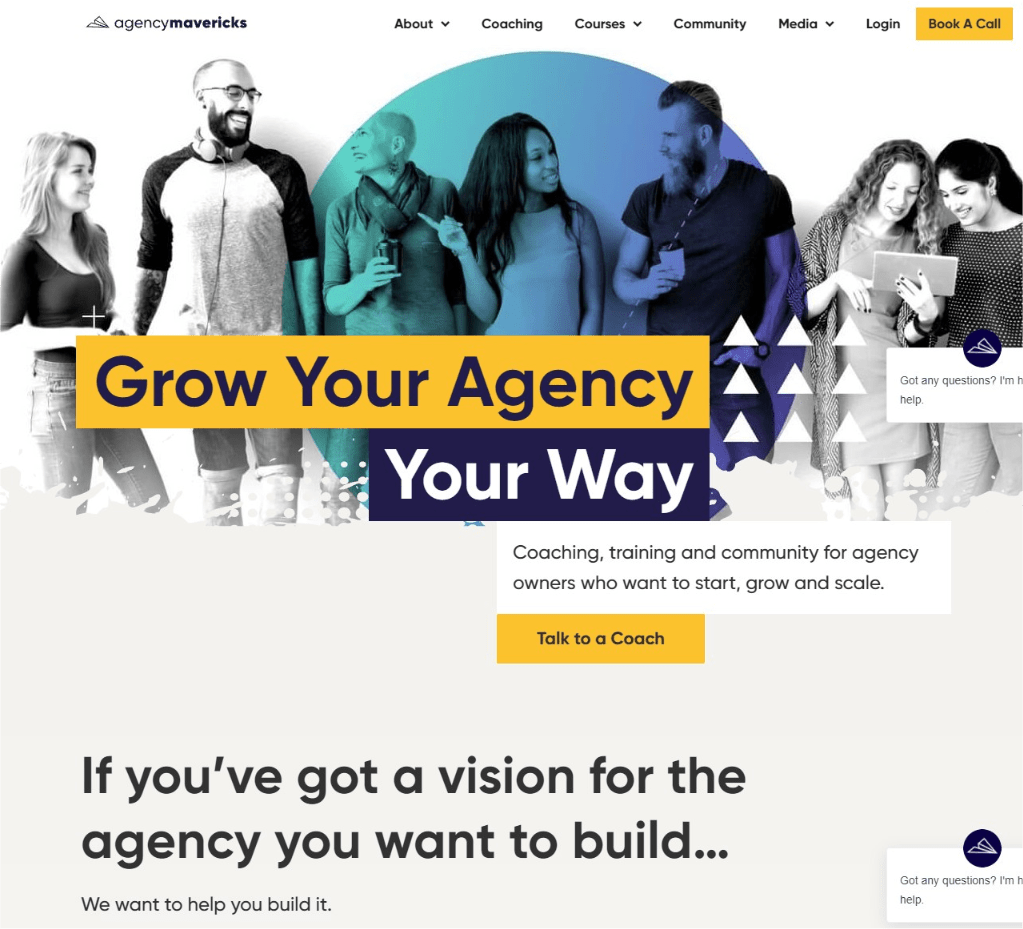 agencymavericks
About
Coaching
Courses
Community
Media
Login
Book A Call
Grow Your Agency
Your Way
Got any questions? I'm h
help.
Coaching, training and community for agency
owners who want to start, grow and scale.
Talk to a Coach
If you’ve got a vision for the
agency you want to build...
We want to help you build it.
Got any questions? I'm h
help.